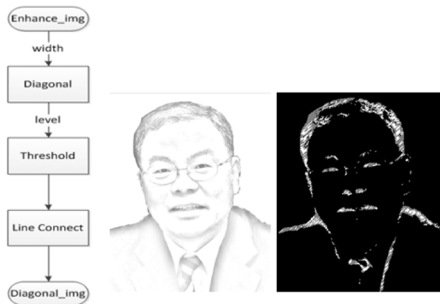 Enhance_img
width
Diagonal
level
Threshold
Line Connect
Diagonal_img